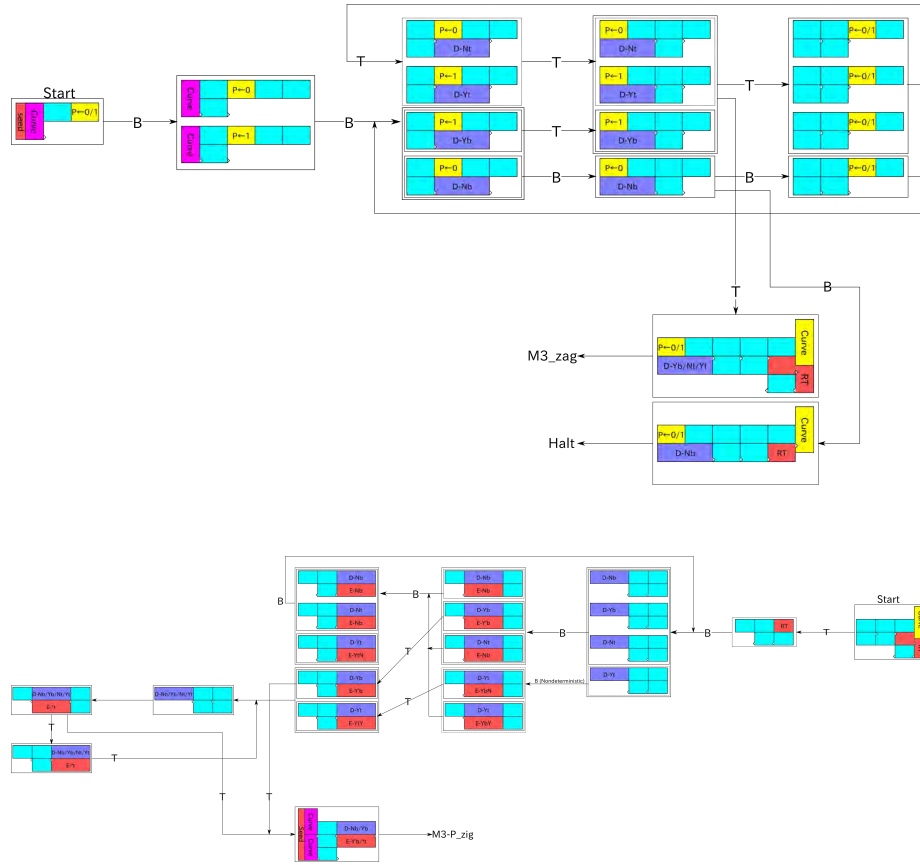 Start
seed
Curve
P←0/1
B
Curve
P←0
Curve
P←1
B
T
P←0
D-Nt
P←1
D-Yt
P←1
D-Yb
P←0
D-Nb
T
T
B
P←0
D-Nt
P←1
D-Yt
P←1
D-Yb
P←0
D-Nb
T
B
P←0/1
P←0/1
P←0/1
P←0/1
T
B
M3_zag
P←0/1
D-Yb/Nt/Yt
Curve
RT
Halt
P←0/1
D-Nb
RT
Curve
B
D-Nb
E-Nb
D-Nt
E-Nb
D-Yt
E-YtN
D-Yb
E-Yb
D-Yt
E-YtY
B
T
T
D-Nb
E-Nb
D-Yb
E-Yb
D-Nt
E-Nb
D-Yt
E-YbN
D-Yt
E-YbY
B
B (Nondeterministic)
D-Nb
D-Yb
D-Nt
D-Yt
B
RT
T
Start
D-Nb/Yb/Nt/Yt
E-*t
D-Nb/Yb/Nt/Yt
T
D-Nb/Yb/Nt/Yt
E-*t
T
T
T
Seed
Curve
Curve
D-Nb/Yb
E-Yb/*t
M3-P_zig